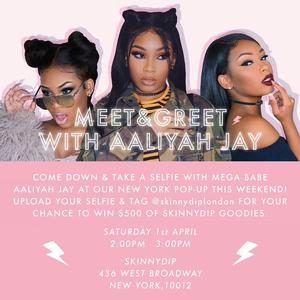 MEET&GREET
WITH AALIYAH JAY
COME DOWN & TAKE A SELFIE WITH MEGA BABE
AALIYAH JAY AT OUR NEW YORK POP-UP THIS WEEKEND!
UPLOAD YOUR SELFIE & TAG @skinnydiplondon FOR YOUR
CHANCE TO WIN $500 OF SKINNYDIP GOODIES.
SATURDAY 1st APRIL
2:00PM - 3:00PM
SKINNYDIP
436 WEST BROADWAY
NEW YORK,10012